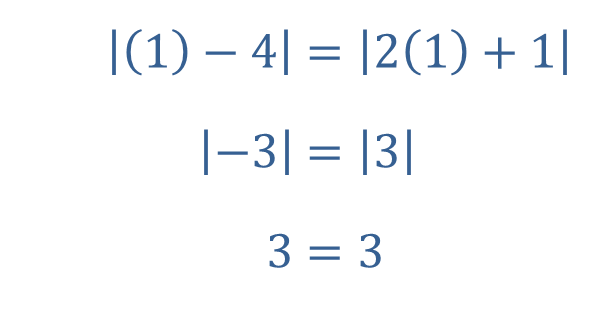 |(1) − 4| = |2(1) + 1|
|−3| = |3|
3 = 3